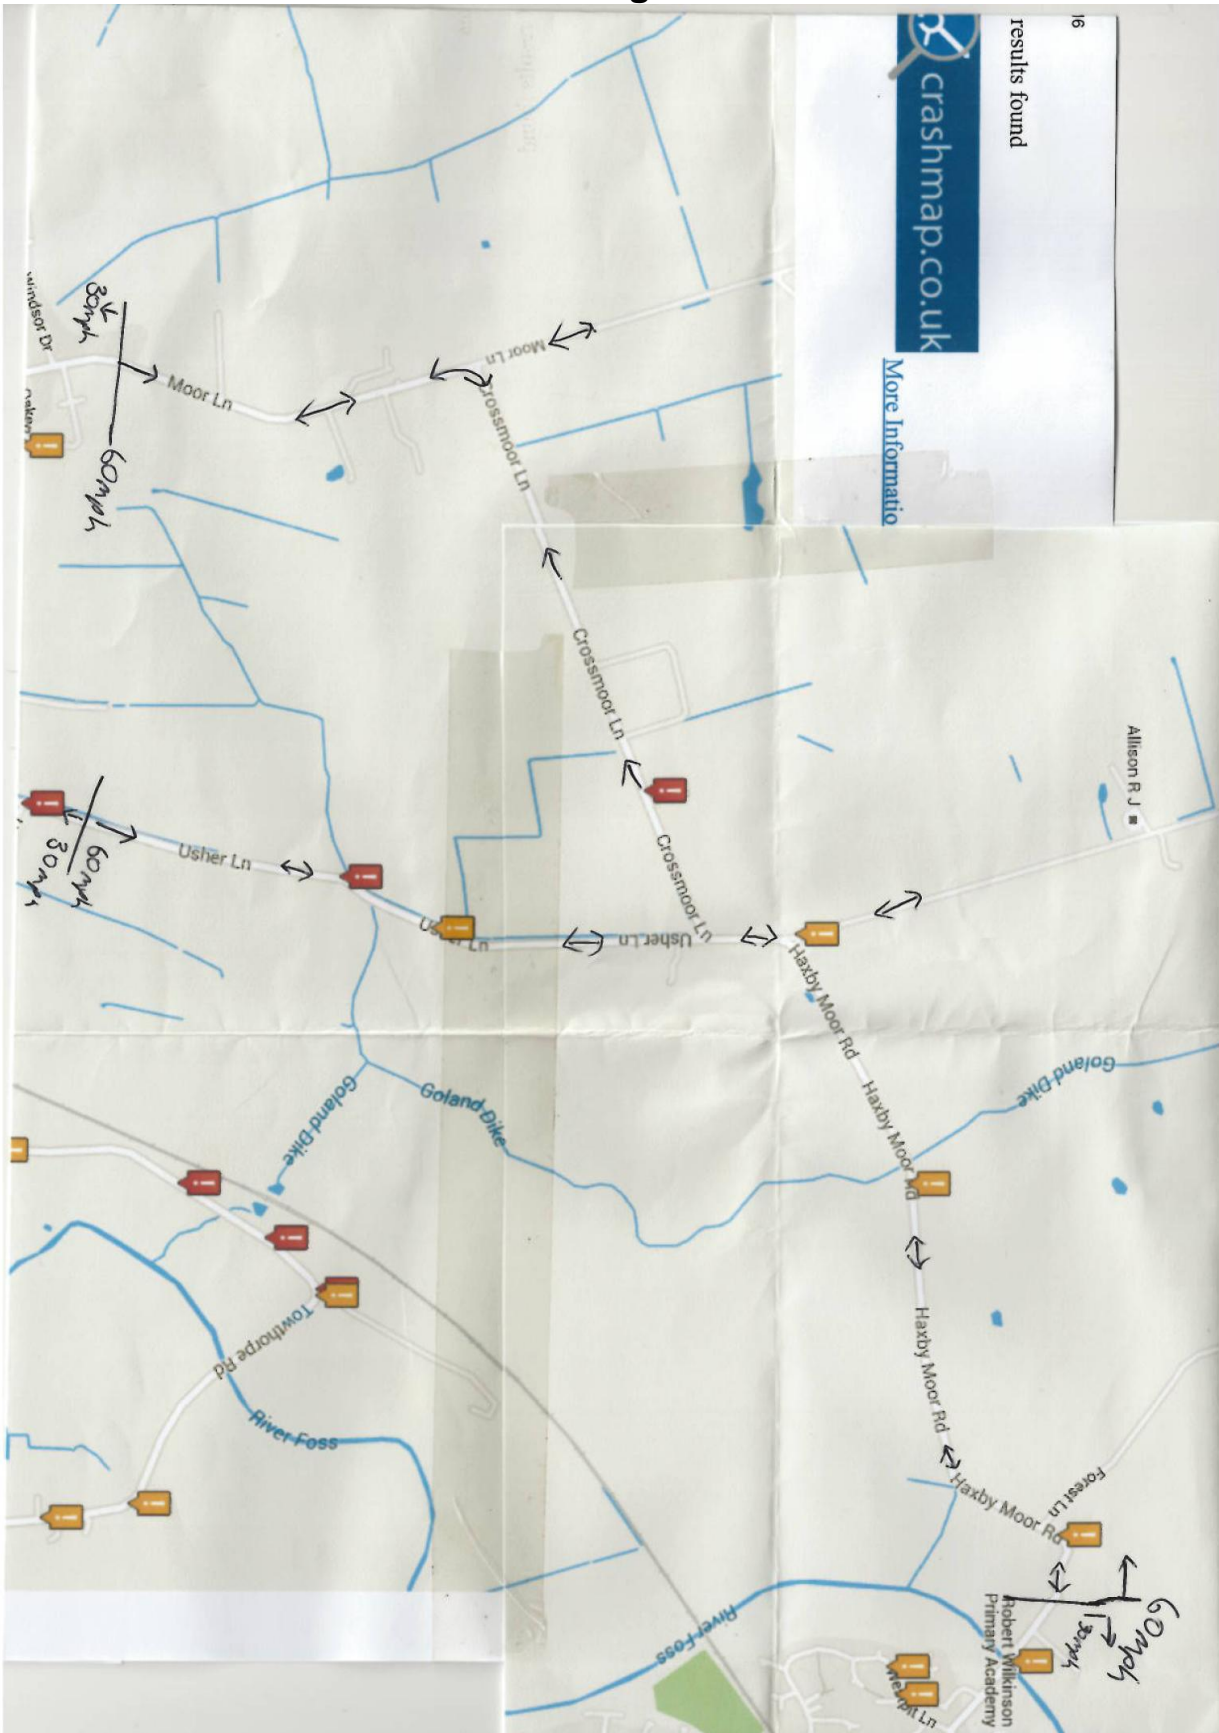 16
results found
crashmap.co.uk
More Informatio
Windsor Dr
30mph
60mph
Moor Ln
Moor Ln
Crossmoor Ln
Crossmoor Ln
Crossmoor Ln
Allison R J
60mph
30mph
Usher Ln
Usher Ln
Haxby Moor Rd
Haxby Moor Rd
Haxby Moor Rd
Haxby Moor Rd
Goland Dike
Goland Dike
Goland Dike
Towthorpe Rd
River Foss
River Foss
Forest Ln
60mph
30mph
Robert Wilkinson
Primary Academy